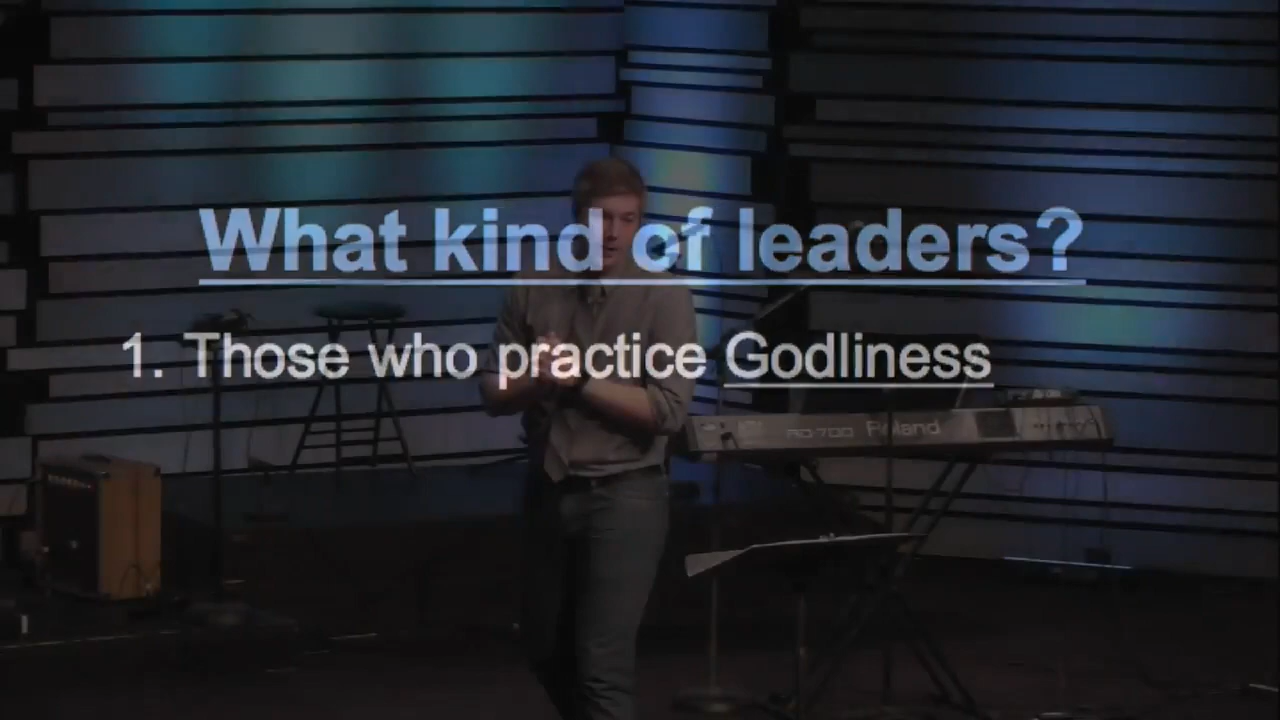 What kind of leaders?
1. Those who practice Godliness
RD-700 Roland